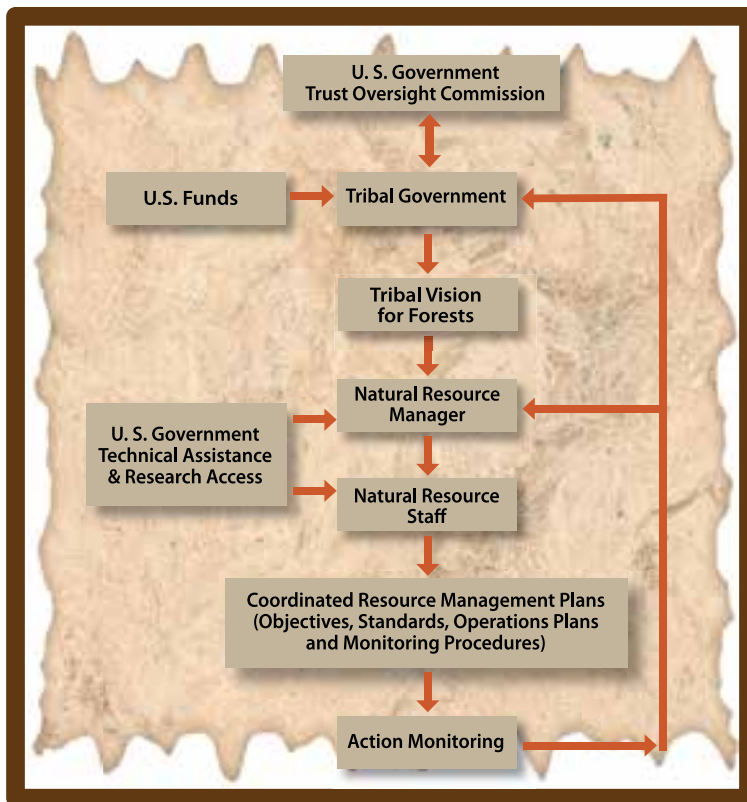 U. S. Government
Trust Oversight Commission
U.S. Funds
Tribal Government
Tribal Vision
for Forests
Natural Resource
Manager
U. S. Government
Technical Assistance
& Research Access
Natural Resource
Staff
Coordinated Resource Management Plans
(Objectives, Standards, Operations Plans
and Monitoring Procedures)
Action Monitoring